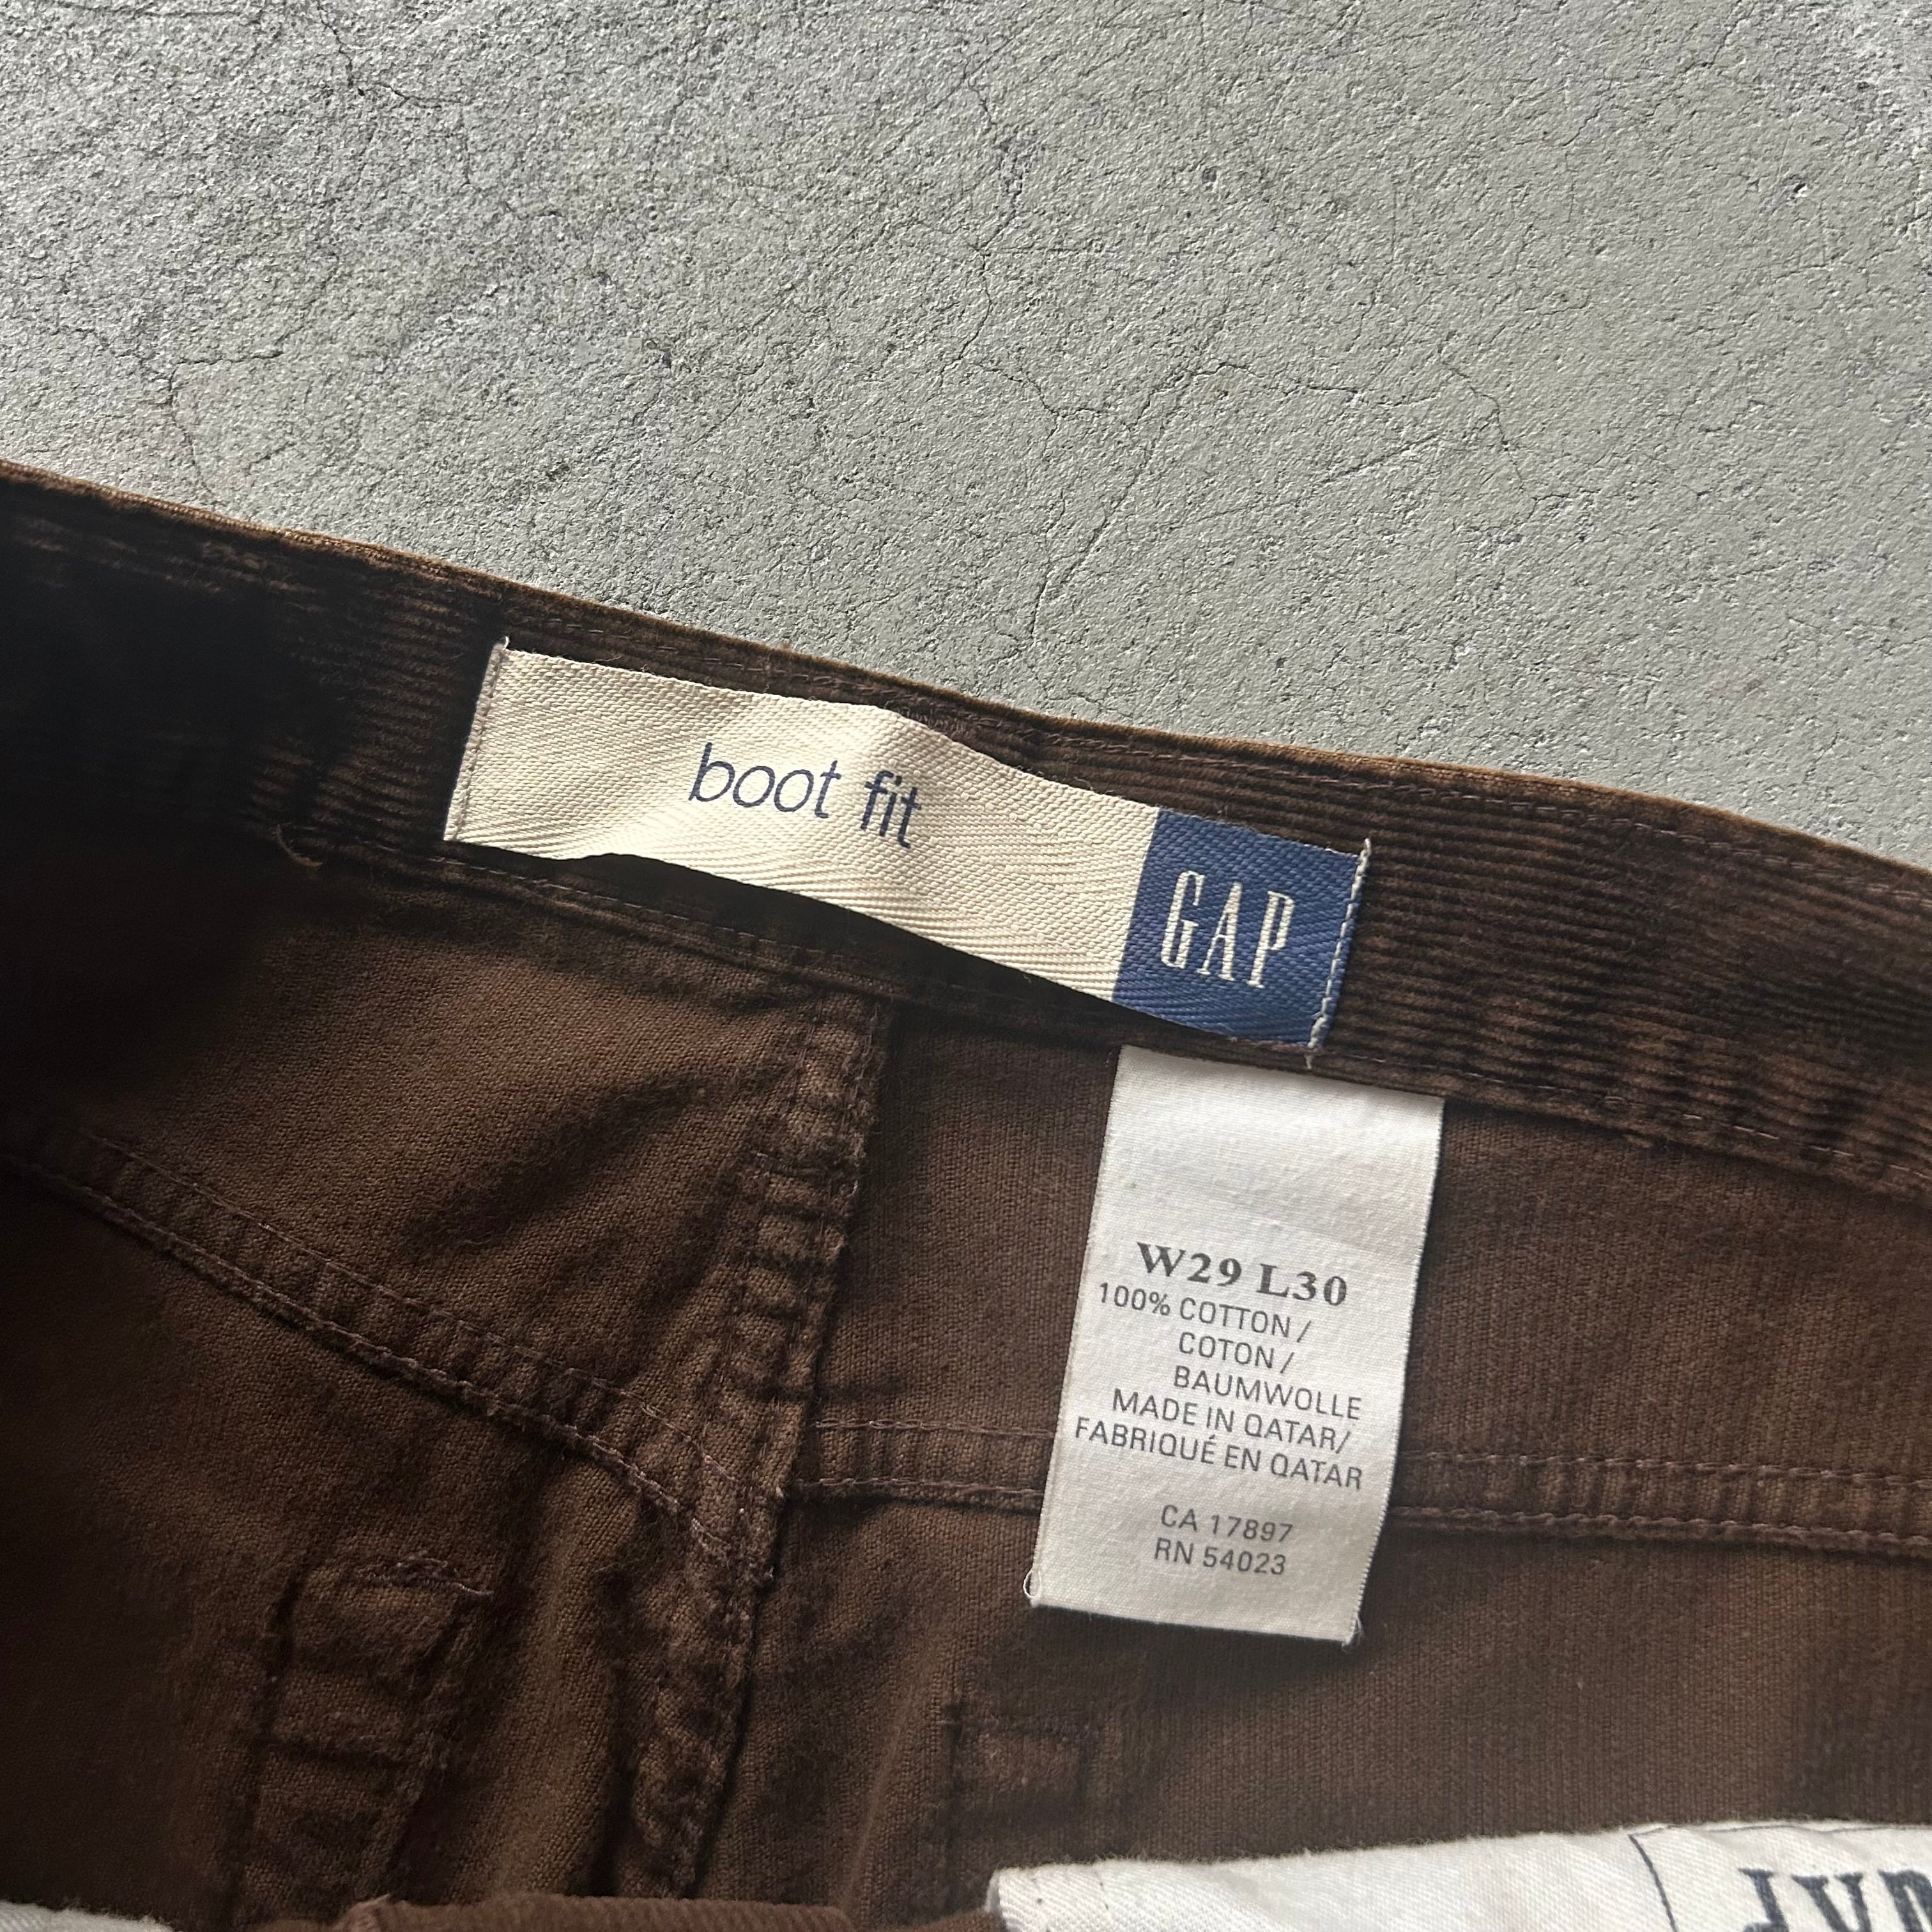 boot fit
GAP
W29 L30
100% COTTON /
COTON /
BAUMWOLLE
MADE IN QATAR/
FABRIQUÉ EN QATAR
CA 17897
RN 54023